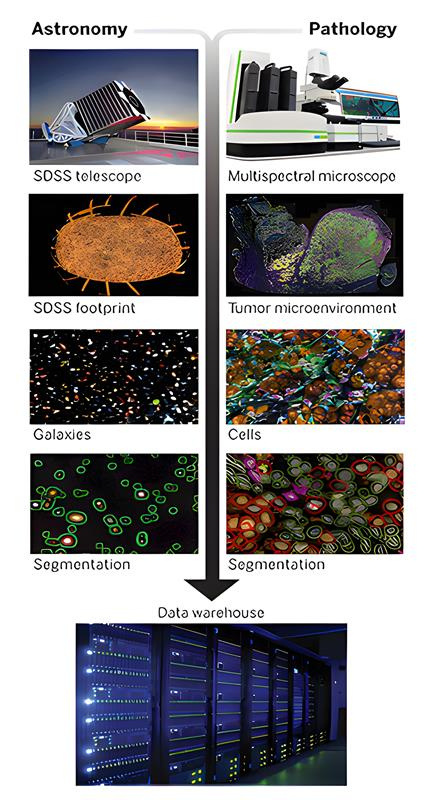 Astronomy
Pathology
SDSS telescope
Multispectral microscope
SDSS footprint
Tumor microenvironment
Galaxies
Cells
Segmentation
Segmentation
Data warehouse